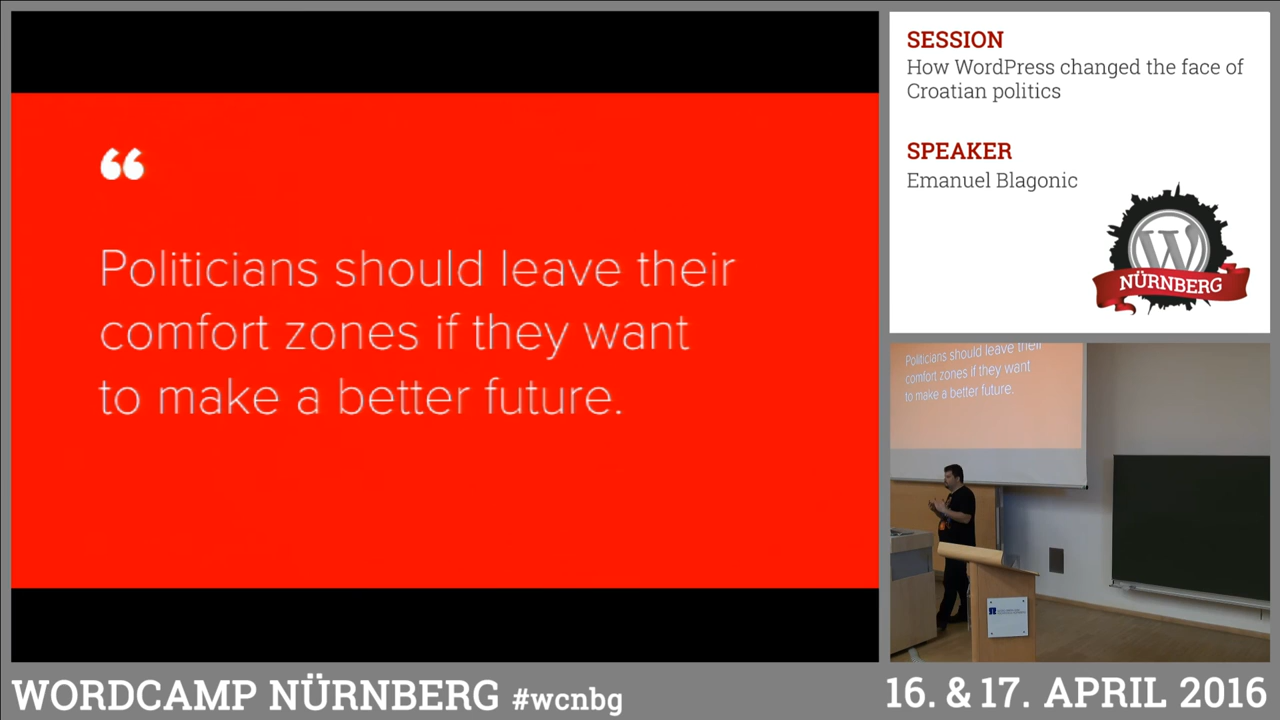 “
Politicians should leave their
comfort zones if they want
to make a better future.
SESSION
How WordPress changed the face of
Croatian politics
SPEAKER
Emanuel Blagonic
W
NÜRNBERG
Politicians should leave their
comfort zones if they want
to make a better future.
WORDCAMP NÜRNBERG #wcnbg
16. & 17. APRIL 2016